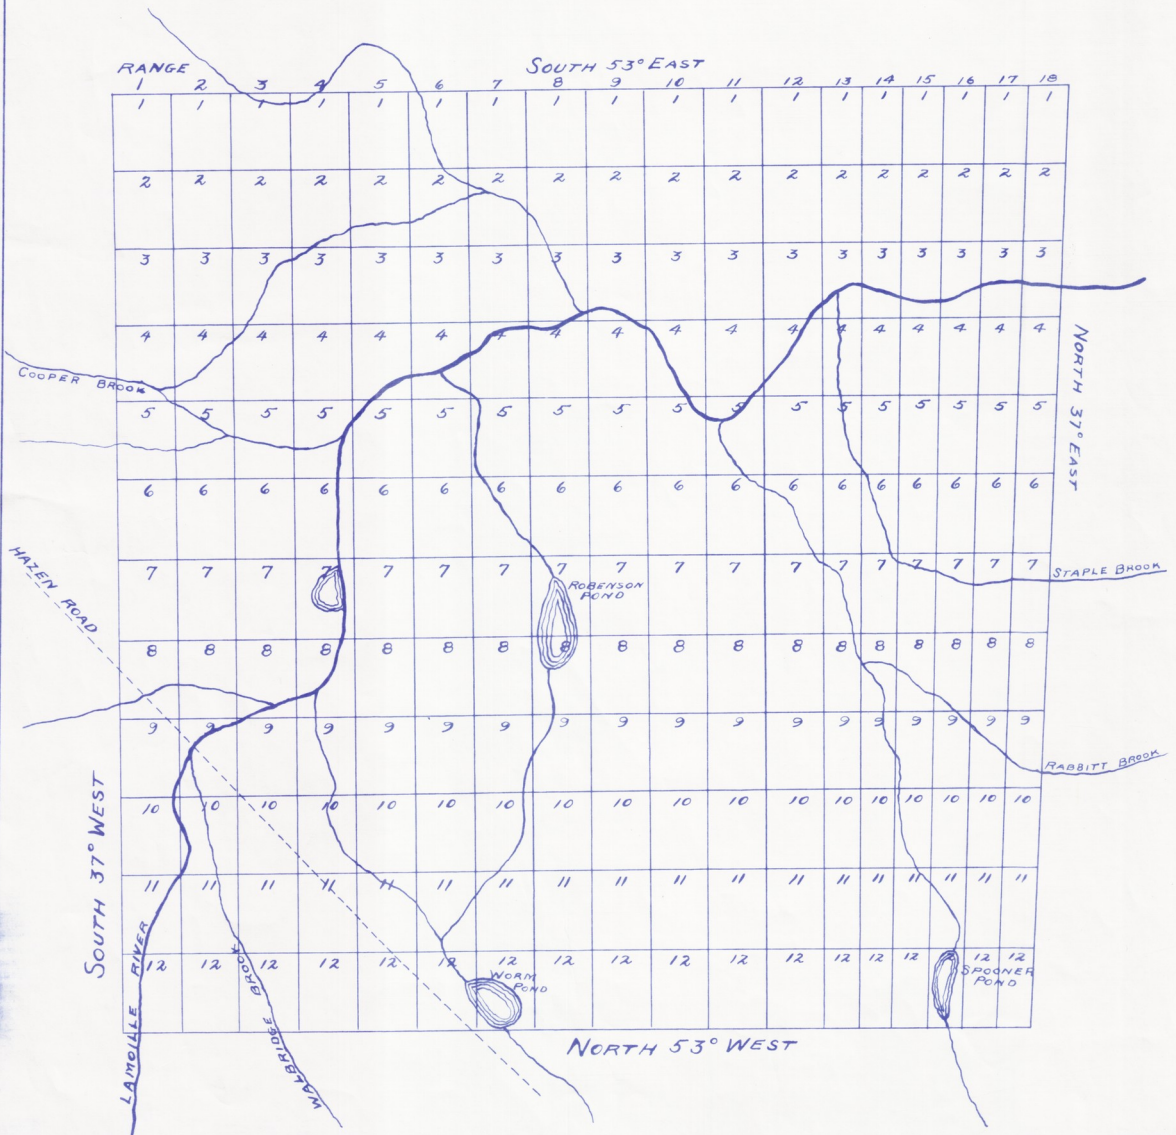 SOUTH 53° EAST
RANGE
1 2 3 4 5 6 7 8 9 10 11 12 13 14 15 16 17 18
1 1 1 1 1 1 1 1 1 1 1 1 1 1 1 1 1 1
2 2 2 2 2 2 2 2 2 2 2 2 2 2 2 2 2 2
3 3 3 3 3 3 3 3 3 3 3 3 3 3 3 3 3 3
4 4 4 4 4 4 4 4 4 4 4 4 4 4 4 4 4 4
COOPER BROOK
NORTH 37° EAST
5 5 5 5 5 5 5 5 5 5 5 5 5 5 5 5 5 5
6 6 6 6 6 6 6 6 6 6 6 6 6 6 6 6 6 6
HAZEN ROAD
7 7 7 7 7 7 7 7 7 7 7 7 7 7 7 7 7 7
STAPLE BROOK
ROBENSON
POND
8 8 8 8 8 8 8 8 8 8 8 8 8 8 8 8 8 8
9 9 9 9 9 9 9 9 9 9 9 9 9 9 9 9 9 9
RABBITT BROOK
10 10 10 10 10 10 10 10 10 10 10 10 10 10 10 10 10 10
SOUTH 37° WEST
11 11 11 11 11 11 11 11 11 11 11 11 11 11 11 11 11 11
12 12 12 12 12 12 12 12 12 12 12 12 12 12 12 12 12 12
WORM
POND
SPOONER
POND
LAMOILLE RIVER
WALBRIDGE BROOK
NORTH 53° WEST